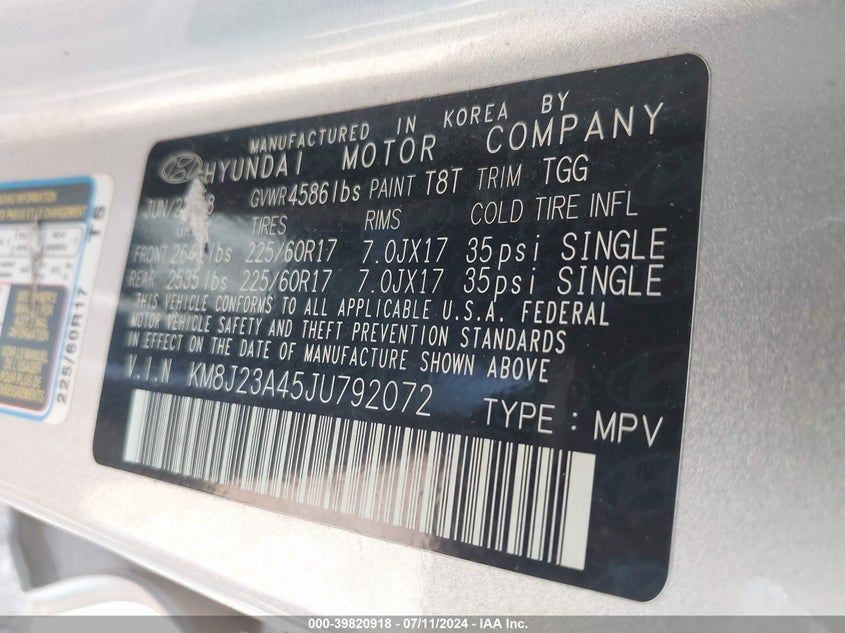 MANUFACTURED IN KOREA BY
HYUNDAI MOTOR COMPANY
GVWR 4586 lbs PAINT T8T TRIM TGG
TIRES RIMS COLD TIRE INFL
FRONT 225/60R17 7.0JX17 35psi SINGLE
REAR 2535 lbs 225/60R17 7.0JX17 35psi SINGLE
THIS VEHICLE CONFORMS TO ALL APPLICABLE U.S.A. FEDERAL
MOTOR VEHICLE SAFETY AND THEFT PREVENTION STANDARDS
IN EFFECT ON THE DATE OF MANUFACTURE SHOWN ABOVE
V.I.N KM8J23A45JU792072
TYPE : MPV
225/60R17 T5
000-39820918 - 07/11/2024 - IAA Inc.